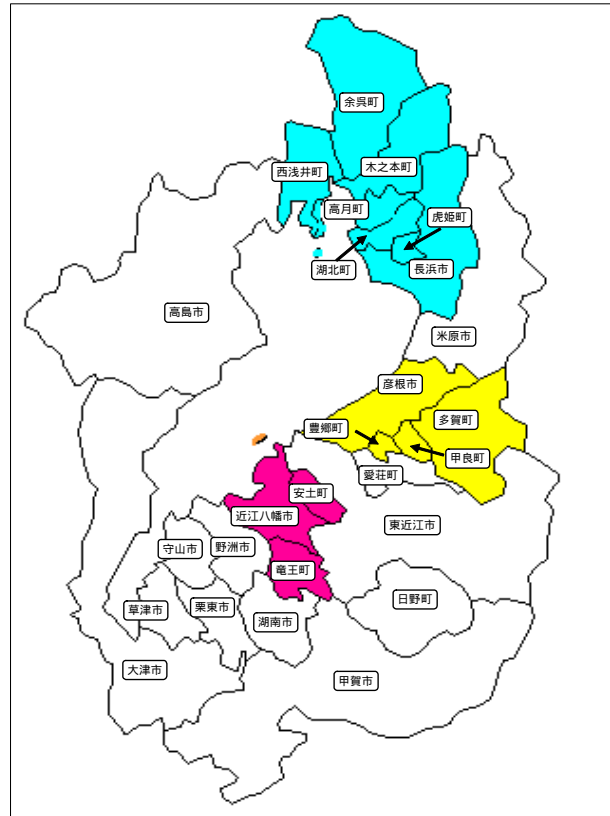 余呉町
木之本町
西浅井町
高月町
虎姫町
湖北町
長浜市
高島市
米原市
彦根市
多賀町
豊郷町
甲良町
愛荘町
安土町
近江八幡市
東近江市
守山市
野洲市
竜王町
日野町
草津市
栗東市
湖南市
大津市
甲賀市